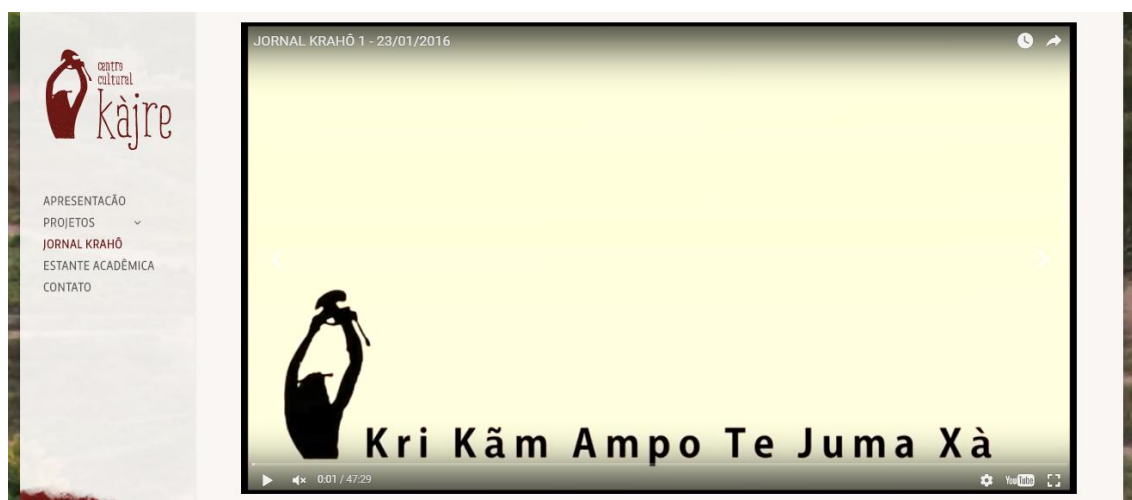 centro
cultural
kàjre
APRESENTACÃO
PROJETOS
JORNAL KRAHÔ
ESTANTE ACADÊMICA
CONTATO
JORNAL KRAHÔ 1 - 23/01/2016
Kri Kãm Ampo Te Juma Xà
0:01 / 47:29
YouTube